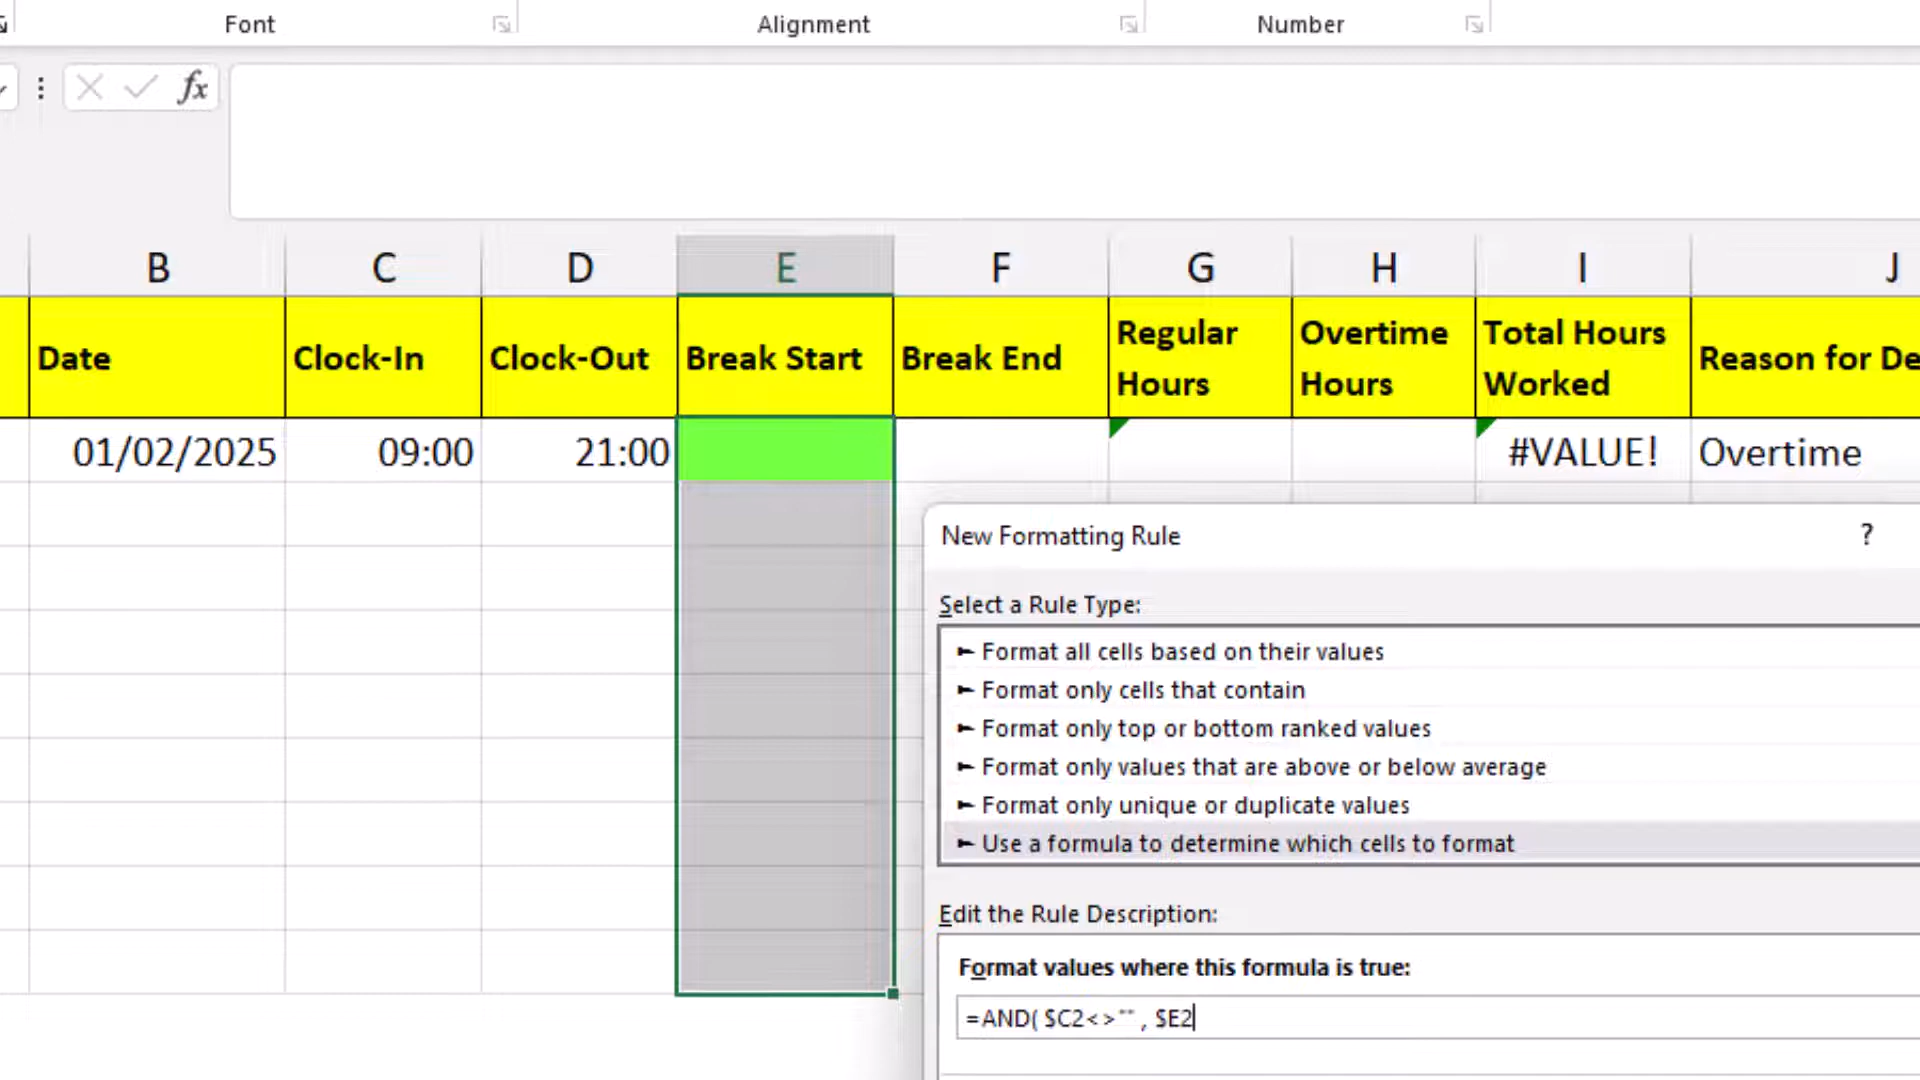 Font Alignment Number
fx
B C D E F G H I J
Date Clock-In Clock-Out Break Start Break End Regular Hours Overtime Hours Total Hours Worked Reason for De
01/02/2025 09:00 21:00 #VALUE! Overtime
New Formatting Rule ?
Select a Rule Type:
► Format all cells based on their values
► Format only cells that contain
► Format only top or bottom ranked values
► Format only values that are above or below average
► Format only unique or duplicate values
► Use a formula to determine which cells to format
Edit the Rule Description:
Format values where this formula is true:
=AND( $C2<>"" , $E2